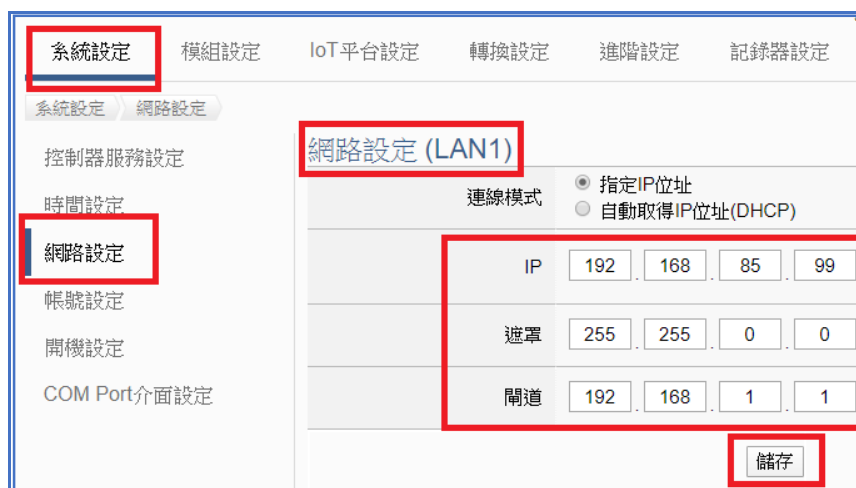 系統設定 模組設定 IoT平台設定 轉換設定 進階設定 記錄器設定
系統設定 網路設定
控制器服務設定
時間設定
網路設定
帳號設定
開機設定
COM Port介面設定
網路設定 (LAN1)
連線模式 指定IP位址
自動取得IP位址(DHCP)
IP 192 . 168 . 85 . 99
遮罩 255 . 255 . 0 . 0
閘道 192 . 168 . 1 . 1
儲存